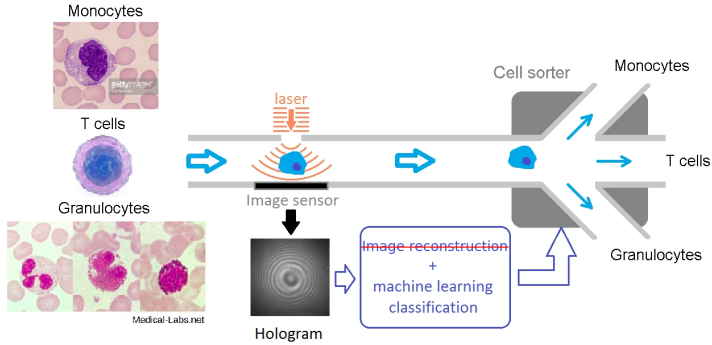 Monocytes
gettyimages
T cells
Granulocytes
Medical-Labs.net
laser
Image sensor
Hologram
Image reconstruction
+
machine learning
classification
Cell sorter
Monocytes
T cells
Granulocytes